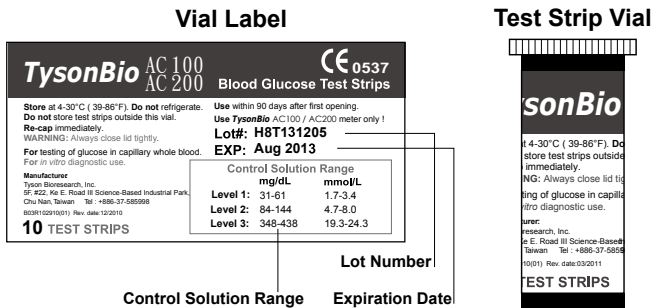 Vial Label
Test Strip Vial
TysonBio AC 100
AC 200
CE 0537
Blood Glucose Test Strips
Store at 4-30°C ( 39-86°F). Do not refrigerate.
Do not store test strips outside this vial.
Re-cap immediately.
WARNING: Always close lid tightly.
For testing of glucose in capillary whole blood.
For in vitro diagnostic use.
Manufacturer:
Tyson Bioresearch, Inc.
5F, #22, Ke E. Road III Science-Based Industrial Park,
Chu Nan, Taiwan Tel : +886-37-585998
B03R102910(01) Rev. date:12/2010
10 TEST STRIPS
Use within 90 days after first opening.
Use TysonBio AC100 / AC200 meter only !
Lot#: H8T131205
EXP: Aug 2013
Control Solution Range
mg/dL mmol/L
Level 1: 31-61 1.7-3.4
Level 2: 84-144 4.7-8.0
Level 3: 348-438 19.3-24.3
Lot Number
Control Solution Range
Expiration Date
sonBio
at 4-30°C ( 39-86°F). Do
store test strips outside
immediately.
NG: Always close lid tig
ting of glucose in capilla
vitro diagnostic use.
urer:
research, Inc.
Ke E. Road III Science-Based
Taiwan Tel : +886-37-5859
10(01) Rev. date:03/2011
TEST STRIPS